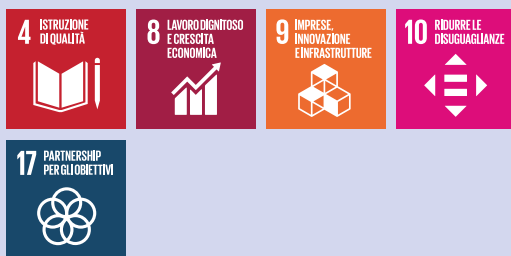 4 ISTRUZIONE
DI QUALITÀ
8 LAVORO DIGNITOSO
E CRESCITA
ECONOMICA
9 IMPRESE,
INNOVAZIONE
E INFRASTRUTTURE
10 RIDURRE LE
DISUGUAGLIANZE
17 PARTNERSHIP
PER GLI OBIETTIVI